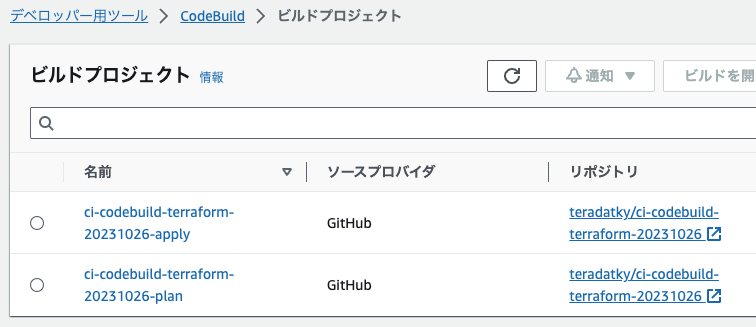 デベロッパー用ツール > CodeBuild > ビルドプロジェクト
ビルドプロジェクト 情報 通知 ビルドを開
名前 ソースプロバイダ リポジトリ
ci-codebuild-terraform-20231026-apply GitHub teradatky/ci-codebuild-terraform-20231026
ci-codebuild-terraform-20231026-plan GitHub teradatky/ci-codebuild-terraform-20231026